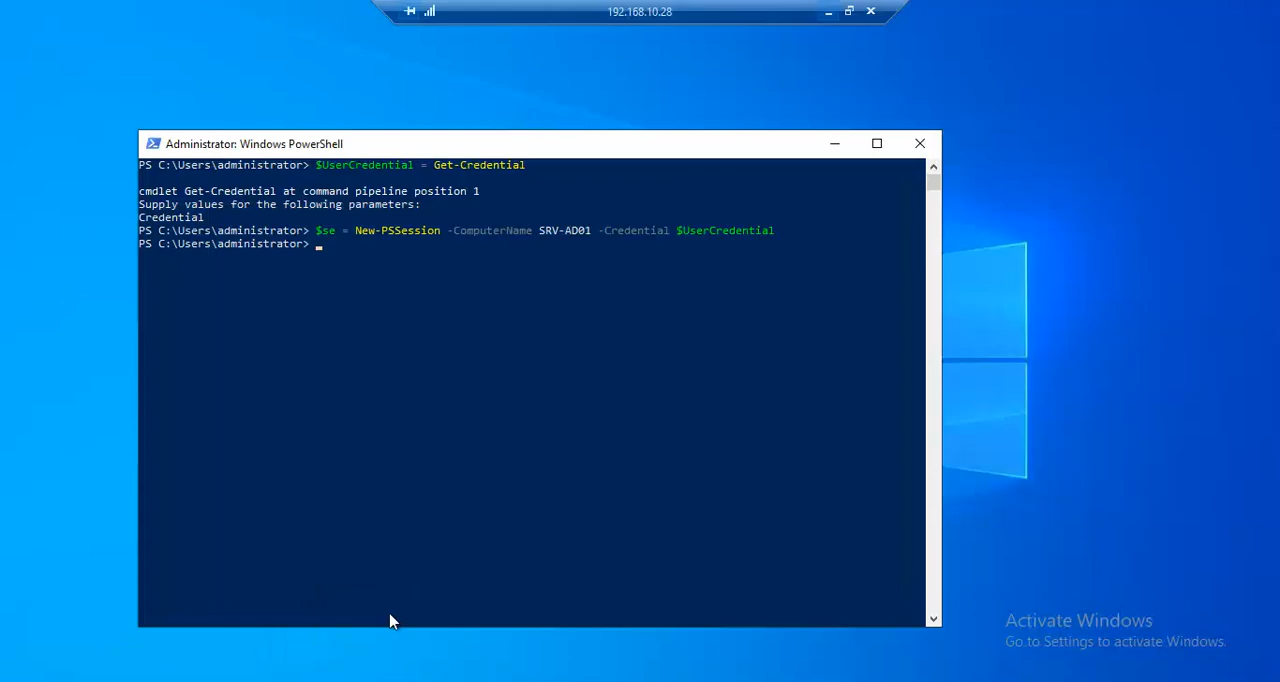 192.168.10.28
Administrator: Windows PowerShell
PS C:\Users\administrator> $UserCredential = Get-Credential
cmdlet Get-Credential at command pipeline position 1
Supply values for the following parameters:
Credential
PS C:\Users\administrator> $se = New-PSSession -ComputerName SRV-AD01 -Credential $UserCredential
PS C:\Users\administrator>
Activate Windows
Go to Settings to activate Windows.